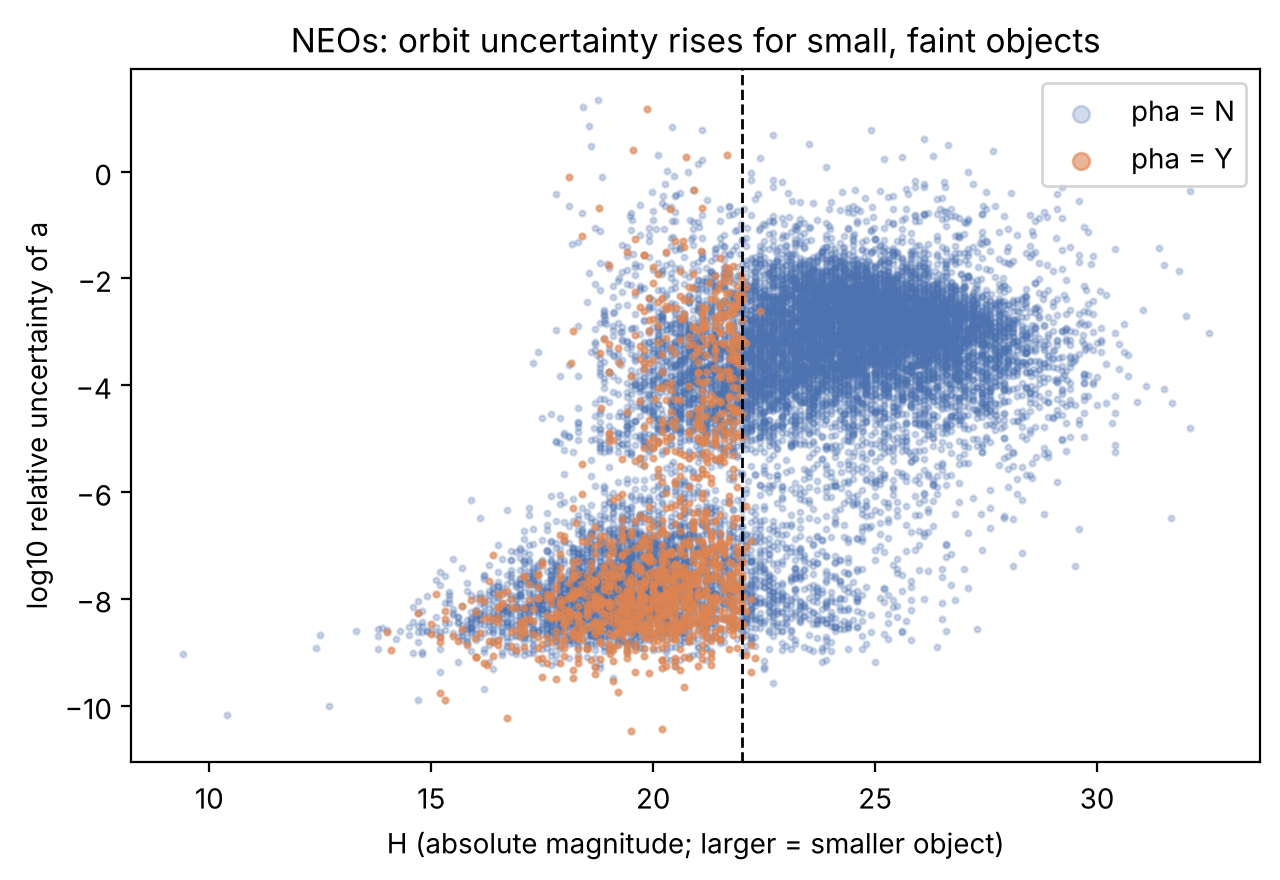 NEOs: orbit uncertainty rises for small, faint objects
pha = N
pha = Y
log10 relative uncertainty of a
0
−2
−4
−6
−8
−10
10
15
20
25
30
H (absolute magnitude; larger = smaller object)